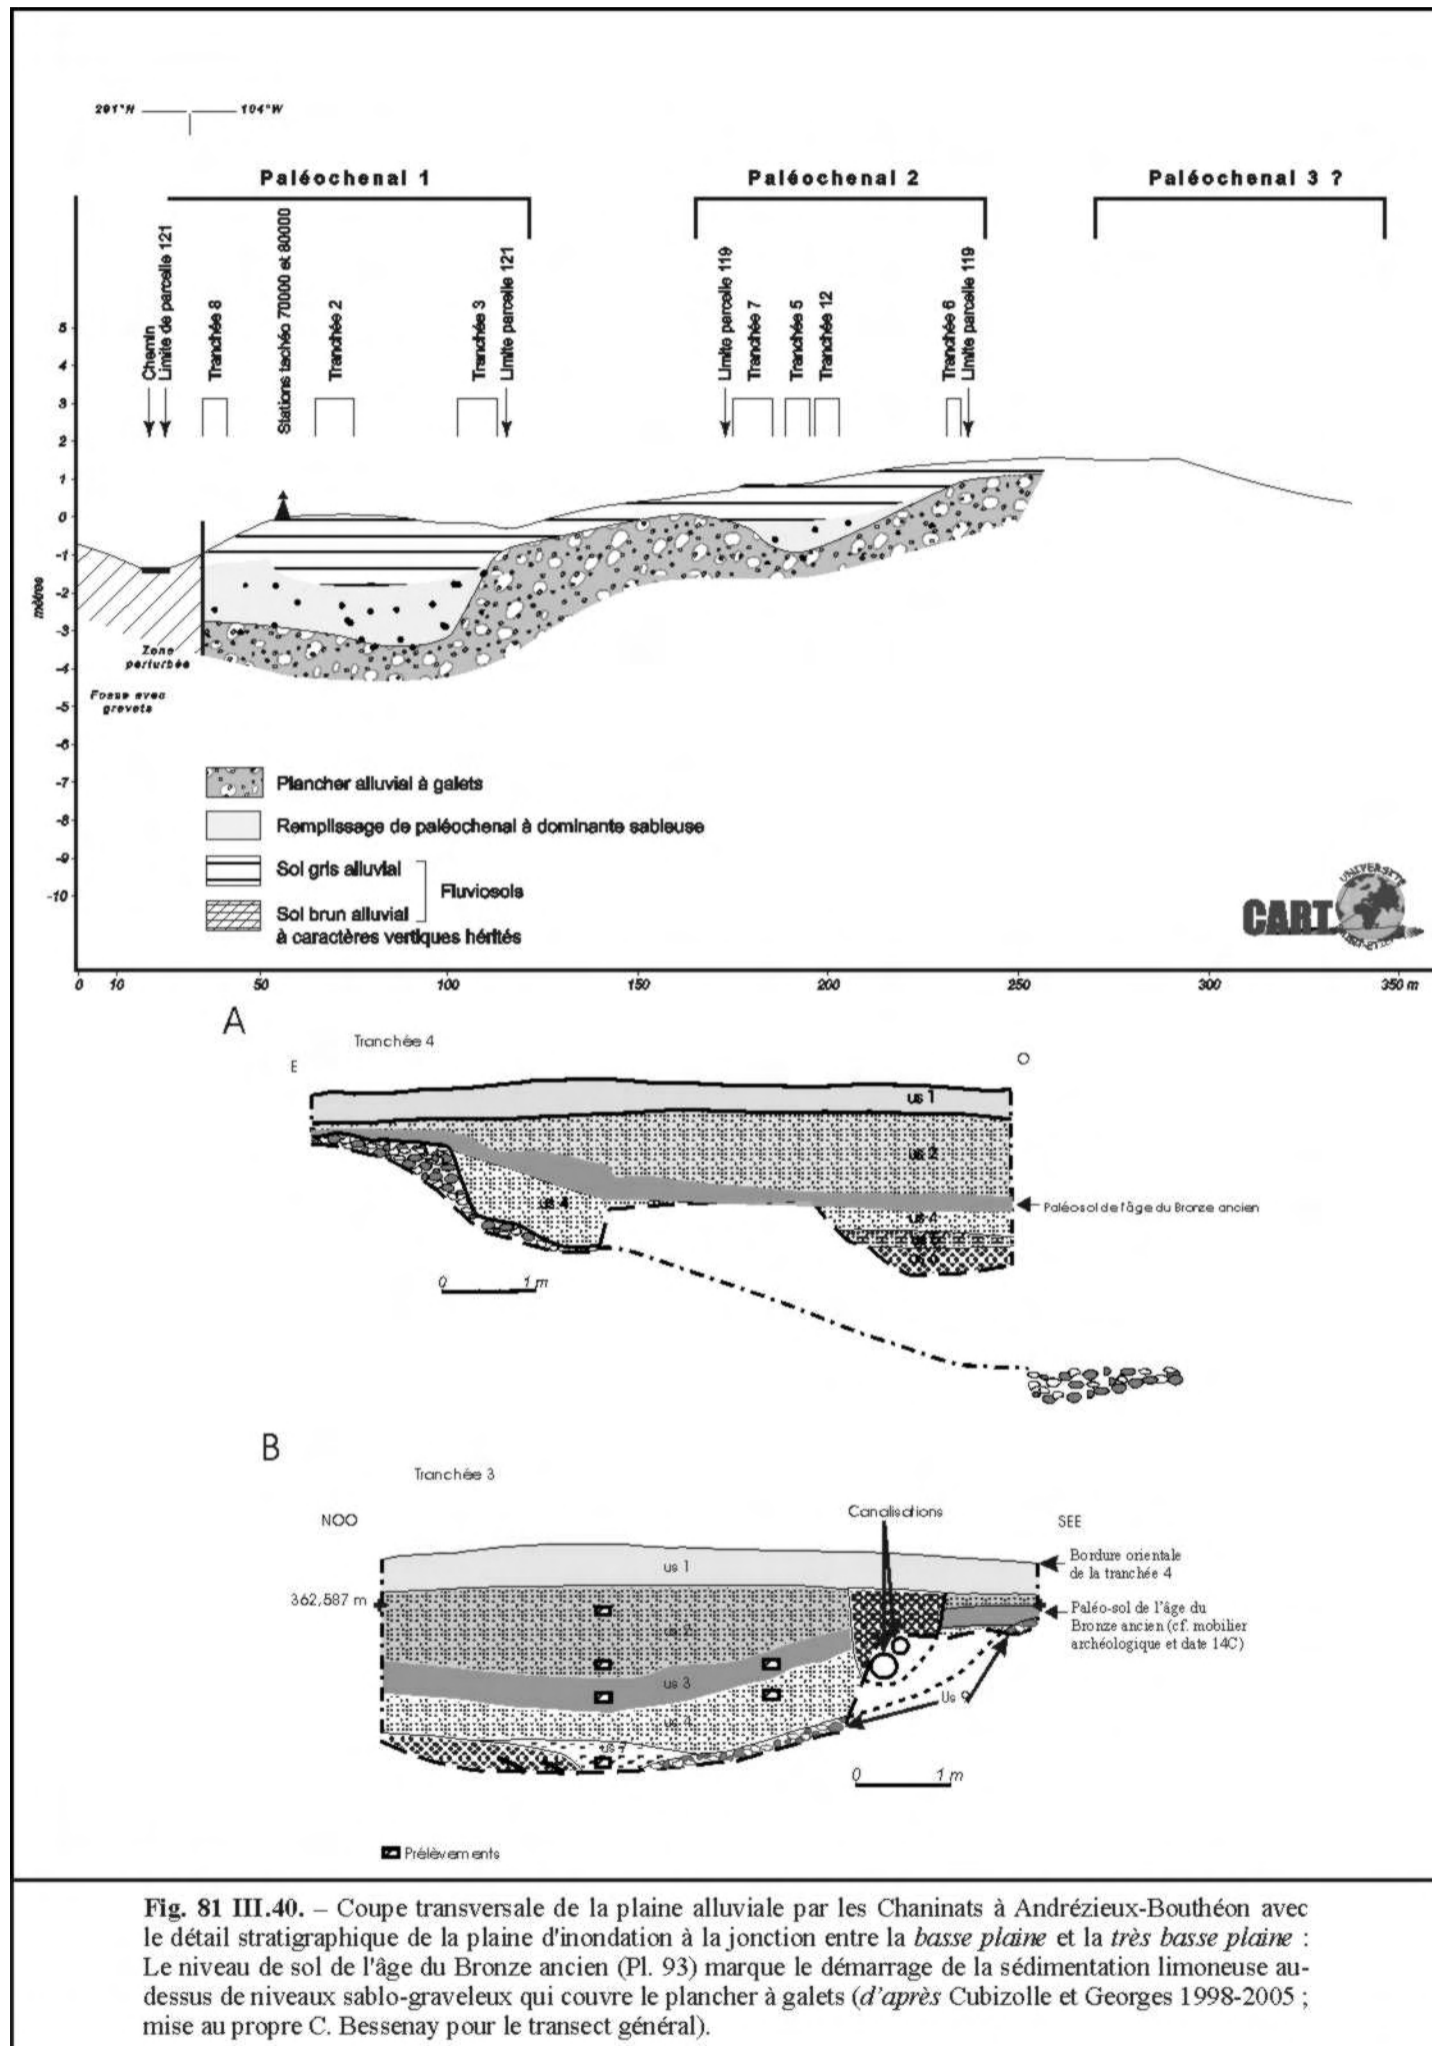 291°N 104°W
Paléochenal 1 Paléochenal 2 Paléochenal 3 ?
Chemin
Limite de parcelle 121
Tranchée 8
Stations tachéo 70000 et 80000
Tranchée 2
Tranchée 3
Limite parcelle 121
Limite parcelle 119
Tranchée 7
Tranchée 5
Tranchée 12
Tranchée 6
Limite parcelle 119
mètres
5
4
3
2
1
0
-1
-2
-3
-4
-5
-6
-7
-8
-9
-10
Zone
perturbée
Fosse avec
gravats
Plancher alluvial à galets
Remplissage de paléochenal à dominante sableuse
Sol gris alluvial
Fluviosols
Sol brun alluvial
à caractères vertiques hérités
UNIVERSITE
CART
0 10 50 100 150 200 250 300 350 m
A
Tranchée 4
E O
us 1
us 2
us 4
Paléosol de l'âge du Bronze ancien
us 4
0 1 m
B
Tranchée 3
NOO
Canalisations
SEE
us 1
Bordure orientale
de la tranchée 4
362,587 m
us 2
Paléo-sol de l'âge du
Bronze ancien (cf. mobilier
archéologique et date 14C)
us 3
Us 9
us 4
us 7
0 1 m
Prélèvements
Fig. 81 III.40. – Coupe transversale de la plaine alluviale par les Chaninats à Andrézieux-Bouthéon avec
le détail stratigraphique de la plaine d'inondation à la jonction entre la basse plaine et la très basse plaine :
Le niveau de sol de l'âge du Bronze ancien (Pl. 93) marque le démarrage de la sédimentation limoneuse au-
dessus de niveaux sablo-graveleux qui couvre le plancher à galets (d'après Cubizolle et Georges 1998-2005 ;
mise au propre C. Bessenay pour le transect général).